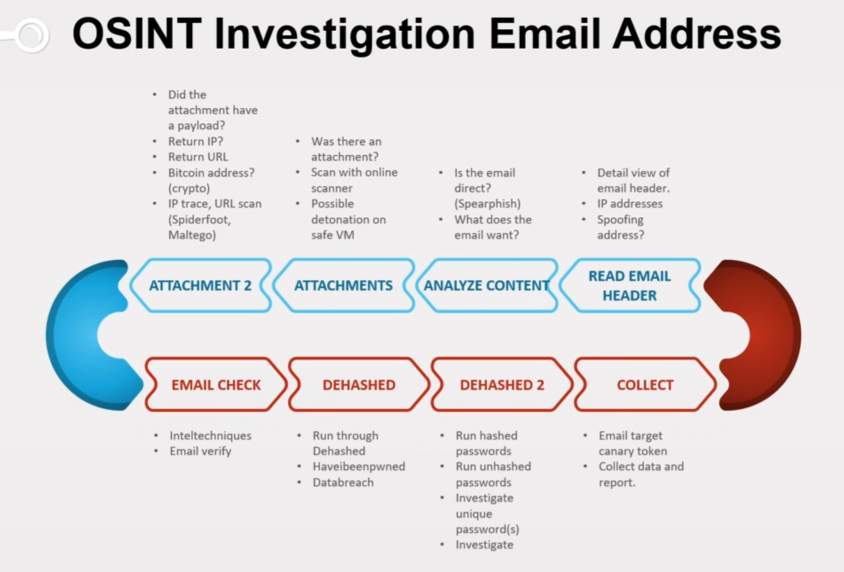 OSINT Investigation Email Address
• Did the
attachment have
a payload?
• Return IP?
• Return URL
• Bitcoin address?
(crypto)
• IP trace, URL scan
(Spiderfoot,
Maltego)
• Was there an
attachment?
• Scan with online
scanner
• Possible
detonation on
safe VM
• Is the email
direct?
(Spearphish)
• What does the
email want?
• Detail view of
email header.
• IP addresses
• Spoofing
address?
ATTACHMENT 2
ATTACHMENTS
ANALYZE CONTENT
READ EMAIL
HEADER
EMAIL CHECK
DEHASHED
DEHASHED 2
COLLECT
• Inteltechniques
• Email verify
• Run through
Dehashed
• Haveibeenpwned
• Databreach
• Run hashed
passwords
• Run unhashed
passwords
• Investigate
unique
password(s)
• Investigate
• Email target
canary token
• Collect data and
report.